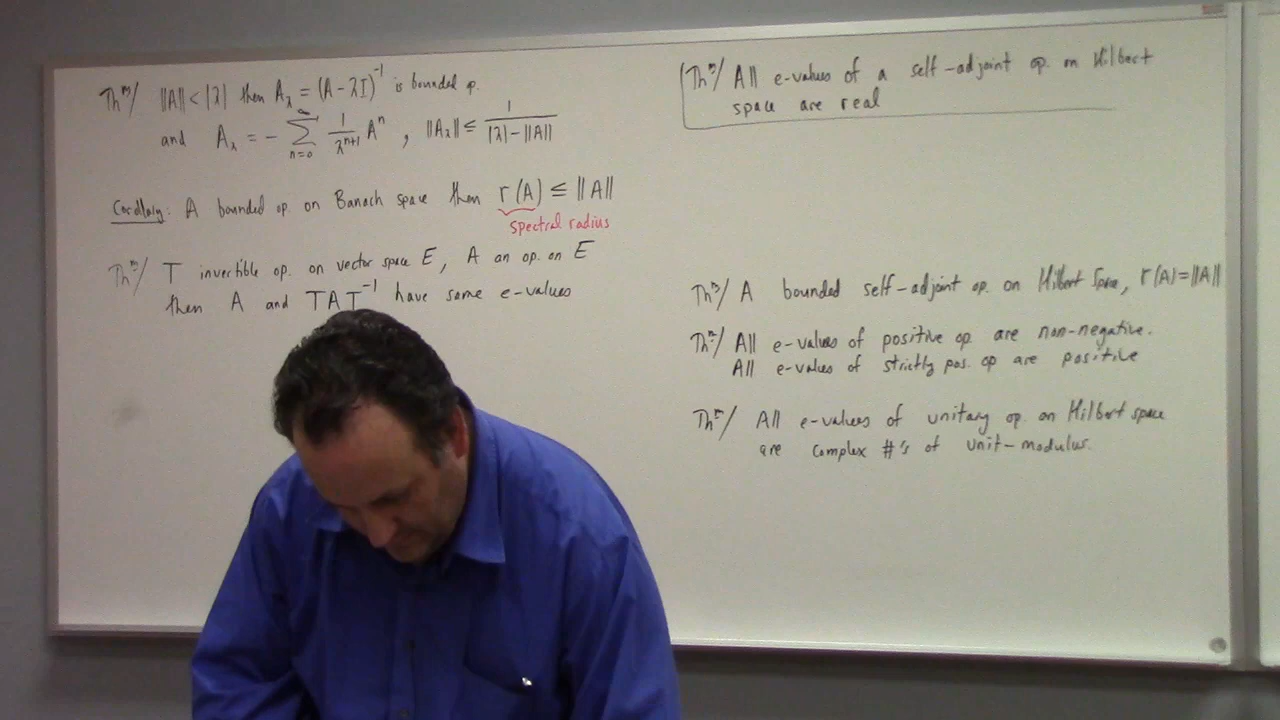 Thm/ ||A|| < |λ| then A_λ = (A - λI)^-1 is bounded op.
and A_λ = - ∑_{n=0}^∞ 1/λ^{n+1} A^n , ||A_λ|| ≤ 1/(|λ| - ||A||)
Corollary: A bounded op. on Banach space then r(A) ≤ ||A||
spectral radius
Thm/ T invertible op. on vector space E, A an op. on E
then A and TAT^-1 have same e-values
Thm/ All e-values of a self-adjoint op. on Hilbert
space are real
Thm/ A bounded self-adjoint op. on Hilbert Space, r(A)=||A||
Thm/ All e-values of positive op are non-negative.
All e-values of strictly pos. op are positive
Thm/ All e-values of unitary op. on Hilbert space
are complex #'s of unit-modulus.